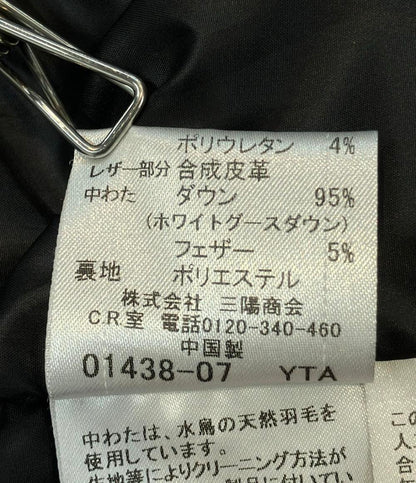 ポリウレタン 4%
レザー部分 合成皮革
中わた ダウン 95%
(ホワイトグースダウン)
フェザー 5%
裏地 ポリエステル
株式会社 三陽商会
C.R.室 電話0120-340-460
中国製
01438-07 YTA
中わたは、水鳥の天然羽毛を
使用しています。
生地等によりクリーニング方法が
この
人
合